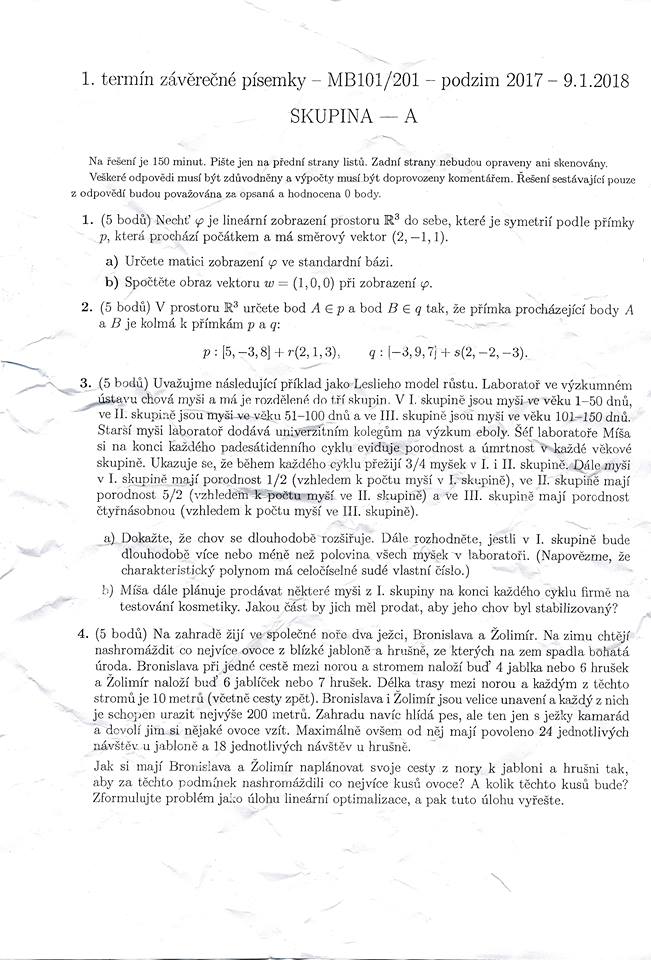 1. termín závěrečné písemky – MB101/201 – podzim 2017 – 9.1.2018
SKUPINA — A
Na řešení je 150 minut. Pište jen na přední strany listů. Zadní strany nebudou opraveny ani skenovány.
Veškeré odpovědi musí být zdůvodněny a výpočty musí být doprovozeny komentářem. Řešení sestávající pouze
z odpovědí budou považována za opsaná a hodnocena 0 body.
1. (5 bodů) Nechť φ je lineární zobrazení prostoru ℝ³ do sebe, které je symetrií podle přímky
p, která prochází počátkem a má směrový vektor (2, −1, 1).
a) Určete matici zobrazení φ ve standardní bázi.
b) Spočtěte obraz vektoru w = (1, 0, 0) při zobrazení φ.
2. (5 bodů) V prostoru ℝ³ určete bod A ∈ p a bod B ∈ q tak, že přímka procházející body A
a B je kolmá k přímkám p a q:
p : [5, −3, 8] + r(2, 1, 3), q : [−3, 9, 7] + s(2, −2, −3).
3. (5 bodů) Uvažujme následující příklad jako Leslieho model růstu. Laboratoř ve výzkumném
ústavu chová myši a má je rozdělené do tří skupin. V I. skupině jsou myši ve věku 1–50 dnů,
ve II. skupině jsou myši ve věku 51–100 dnů a ve III. skupině jsou myši ve věku 101–150 dnů.
Starší myši laboratoř dodává univerzitním kolegům na výzkum eboly. Šéf laboratoře Míša
si na konci každého padesátidenního cyklu eviduje porodnost a úmrtnost v každé věkové
skupině. Ukazuje se, že během každého cyklu přežijí 3/4 myšek v I. i II. skupině. Dále myši
v I. skupině mají porodnost 1/2 (vzhledem k počtu myší v I. skupině), ve II. skupině mají
porodnost 5/2 (vzhledem k počtu myší ve II. skupině) a ve III. skupině mají porodnost
čtyřnásobnou (vzhledem k počtu myší ve III. skupině).
a) Dokažte, že chov se dlouhodobě rozšiřuje. Dále rozhodněte, jestli v I. skupině bude
dlouhodobě více nebo méně než polovina všech myšek v laboratoři. (Napovězme, že
charakteristický polynom má celočíselné sudé vlastní číslo.)
b) Míša dále plánuje prodávat některé myši z I. skupiny na konci každého cyklu firmě na
testování kosmetiky. Jakou část by jich měl prodat, aby jeho chov byl stabilizovaný?
4. (5 bodů) Na zahradě žijí ve společné noře dva ježci, Bronislava a Žolimír. Na zimu chtějí
nashromáždit co nejvíce ovoce z blízké jabloně a hrušně, ze kterých na zem spadla bohatá
úroda. Bronislava při jedné cestě mezi norou a stromem naloží buď 4 jablka nebo 6 hrušek
a Žolimír naloží buď 6 jablíček nebo 7 hrušek. Délka trasy mezi norou a každým z těchto
stromů je 10 metrů (včetně cesty zpět). Bronislava i Žolimír jsou velice unavení a každý z nich
je schopen urazit nejvýše 200 metrů. Zahradu navíc hlídá pes, ale ten jen s ježky kamarád
a dovolí jim si nějaké ovoce vzít. Maximálně ovšem od něj mají povoleno 24 jednotlivých
návštěv u jabloně a 18 jednotlivých návštěv u hrušně.
Jak si mají Bronislava a Žolimír naplánovat svoje cesty z nory k jabloni a hrušni tak,
aby za těchto podmínek nashromáždili co nejvíce kusů ovoce? A kolik těchto kusů bude?
Zformulujte problém jako úlohu lineární optimalizace, a pak tuto úlohu vyřešte.